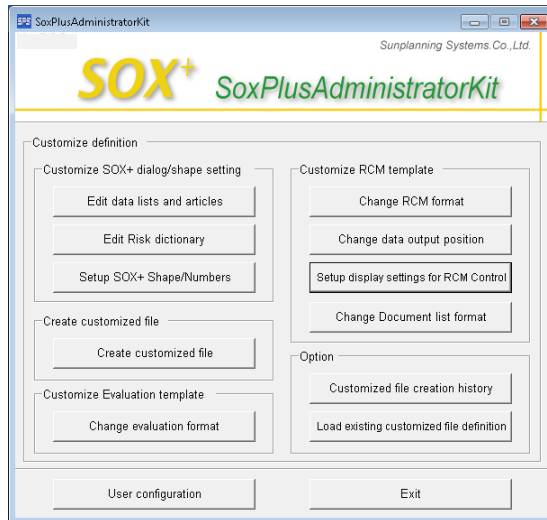 SPS SoxPlusAdministratorKit
Sunplanning Systems.Co.,Ltd.
SOX+ SoxPlusAdministratorKit
Customize definition
Customize SOX+ dialog/shape setting
Edit data lists and articles
Edit Risk dictionary
Setup SOX+ Shape/Numbers
Create customized file
Create customized file
Customize Evaluation template
Change evaluation format
Customize RCM template
Change RCM format
Change data output position
Setup display settings for RCM Control
Change Document list format
Option
Customized file creation history
Load existing customized file definition
User configuration
Exit